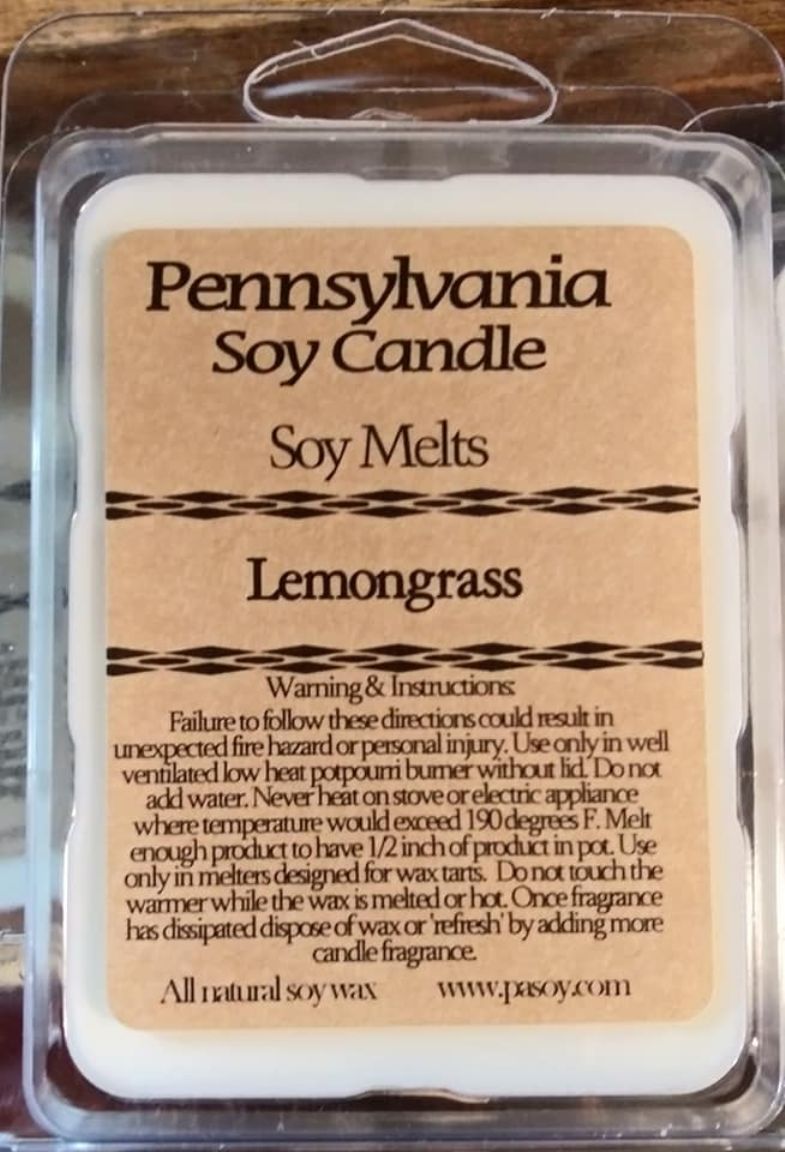 Pennsylvania
Soy Candle
Soy Melts
Lemongrass
Warning & Instructions:
Failure to follow these directions could result in
unexpected fire hazard or personal injury. Use only in well
ventilated low heat potpourri burner without lid. Do not
add water. Never heat on stove or electric appliance
where temperature would exceed 190 degrees F. Melt
enough product to have 1/2 inch of product in pot. Use
only in melters designed for wax tarts. Do not touch the
warmer while the wax is melted or hot. Once fragrance
has dissipated dispose of wax or 'refresh' by adding more
candle fragrance.
All natural soy wax www.pasoy.com